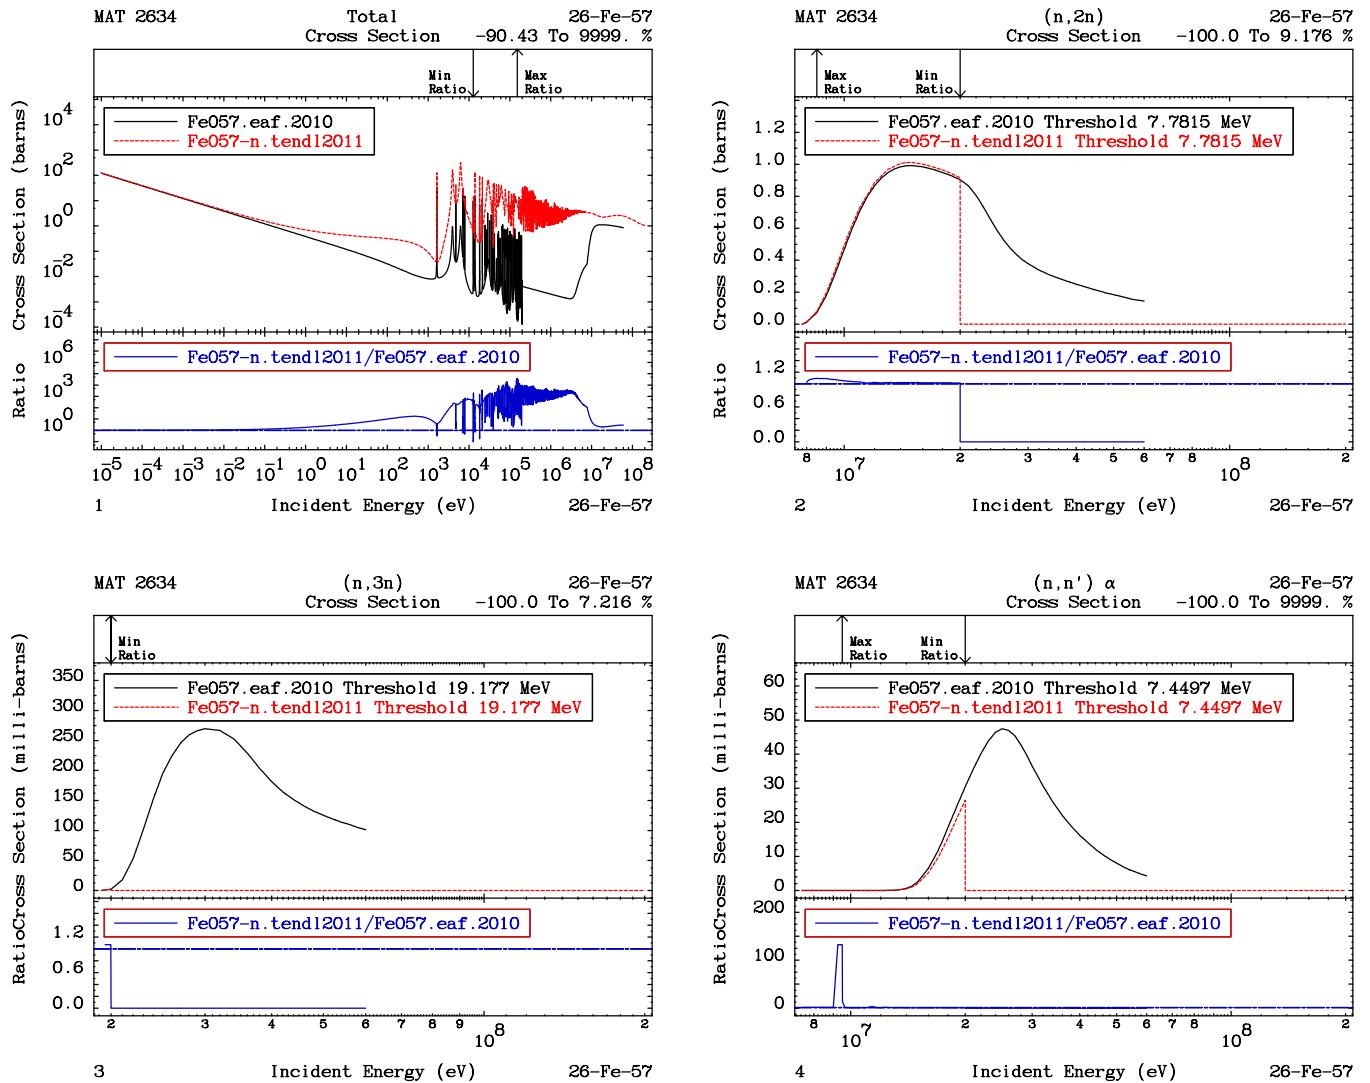 MAT 2634 Total 26-Fe-57
Cross Section -90.43 To 9999. %
Min Ratio Max Ratio
Cross Section (barns)
10^4
10^2
10^0
10^-2
10^-4
Fe057.eaf.2010
Fe057-n.tendl2011
Ratio
10^6
10^3
10^0
Fe057-n.tendl2011/Fe057.eaf.2010
10^-5 10^-4 10^-3 10^-2 10^-1 10^0 10^1 10^2 10^3 10^4 10^5 10^6 10^7 10^8
1 Incident Energy (eV) 26-Fe-57
MAT 2634 (n,2n) 26-Fe-57
Cross Section -100.0 To 9.176 %
Max Ratio Min Ratio
Cross Section (barns)
1.2
1.0
0.8
0.6
0.4
0.2
0.0
Fe057.eaf.2010 Threshold 7.7815 MeV
Fe057-n.tendl2011 Threshold 7.7815 MeV
Ratio
1.2
0.6
0.0
Fe057-n.tendl2011/Fe057.eaf.2010
8 10^7 2 3 4 5 6 7 8 10^8 2
2 Incident Energy (eV) 26-Fe-57
MAT 2634 (n,3n) 26-Fe-57
Cross Section -100.0 To 7.216 %
Min Ratio
Cross Section (milli-barns)
350
300
250
200
150
100
50
0
Fe057.eaf.2010 Threshold 19.177 MeV
Fe057-n.tendl2011 Threshold 19.177 MeV
Ratio
1.2
0.6
0.0
Fe057-n.tendl2011/Fe057.eaf.2010
2 3 4 5 6 7 8 9 10^8 2
3 Incident Energy (eV) 26-Fe-57
MAT 2634 (n,n') α 26-Fe-57
Cross Section -100.0 To 9999. %
Max Ratio Min Ratio
Cross Section (milli-barns)
60
50
40
30
20
10
0
Fe057.eaf.2010 Threshold 7.4497 MeV
Fe057-n.tendl2011 Threshold 7.4497 MeV
Ratio
200
100
0
Fe057-n.tendl2011/Fe057.eaf.2010
8 10^7 2 3 4 5 6 7 8 10^8 2
4 Incident Energy (eV) 26-Fe-57